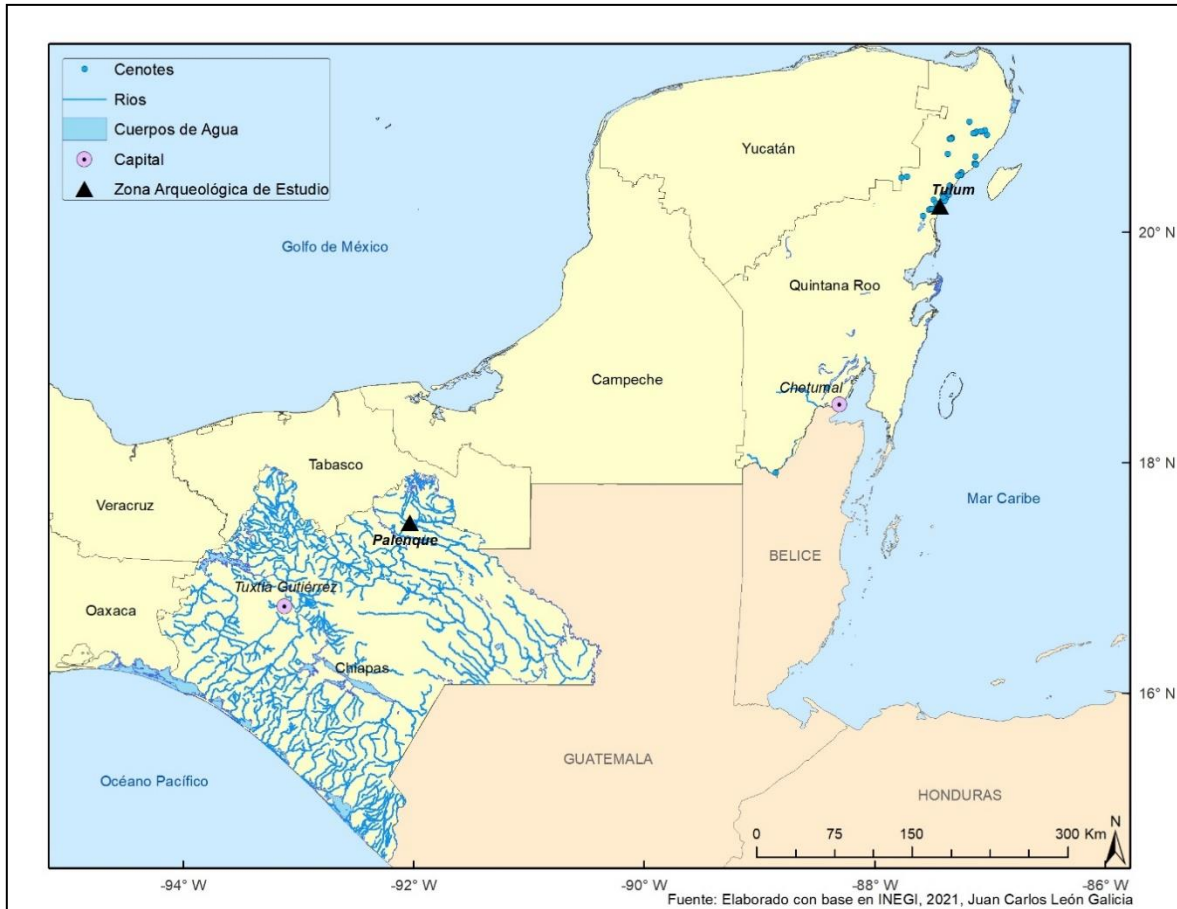 Cenotes
Rios
Cuerpos de Agua
Capital
Zona Arqueológica de Estudio
Yucatán
Tulum
20° N
Golfo de México
Quintana Roo
Campeche
Chetumal
Tabasco
18° N
Veracruz
Mar Caribe
Palenque
BELICE
Tuxtla Gutiérrez
Oaxaca
Chiapas
16° N
GUATEMALA
Océano Pacífico
HONDURAS
N
0 75 150 300 Km
-94° W -92° W -90° W -88° W -86° W
Fuente: Elaborado con base en INEGI, 2021, Juan Carlos León Galicia